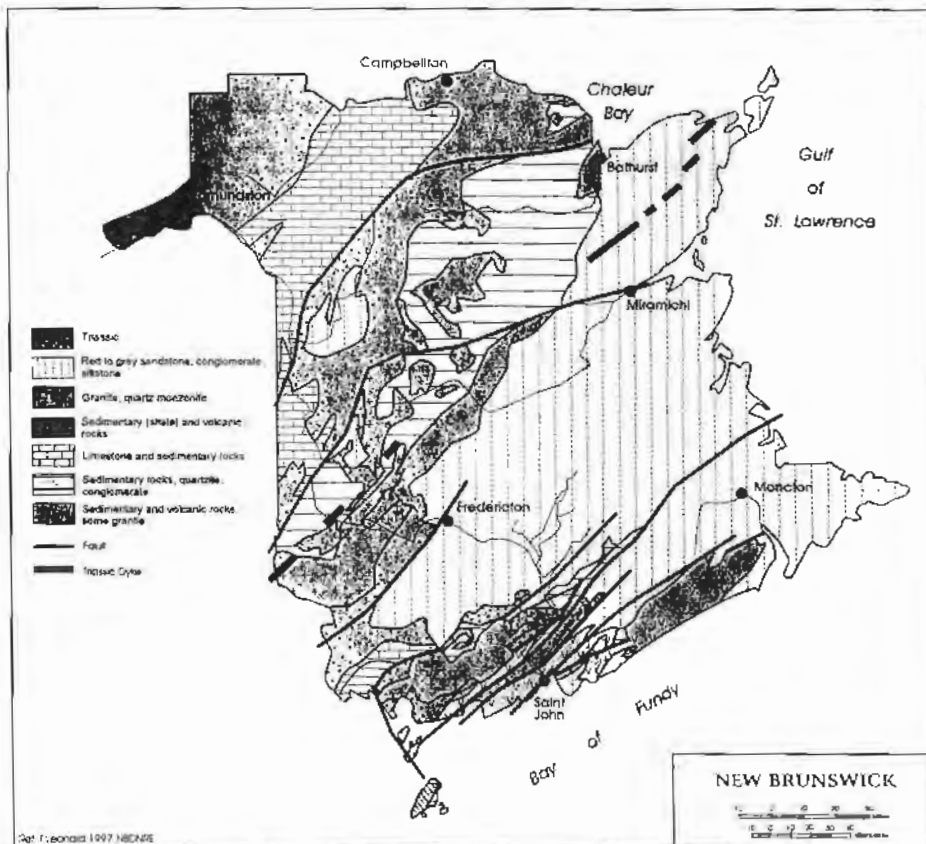 Campbellton
Chaleur
Bay
Bathurst
Gulf
of
St. Lawrence
Miramichi
Triassic
Red to grey sandstone, conglomerate,
siltstone
Granite, quartz monzonite
Sedimentary (shale) and volcanic
rocks
Limestone and sedimentary rocks
Sedimentary rocks, quartzite,
conglomerate
Sedimentary and volcanic rocks,
some granite
Fault
Triassic Dyke
Fredericton
Moncton
Saint
John
Bay of Fundy
NEW BRUNSWICK
1997